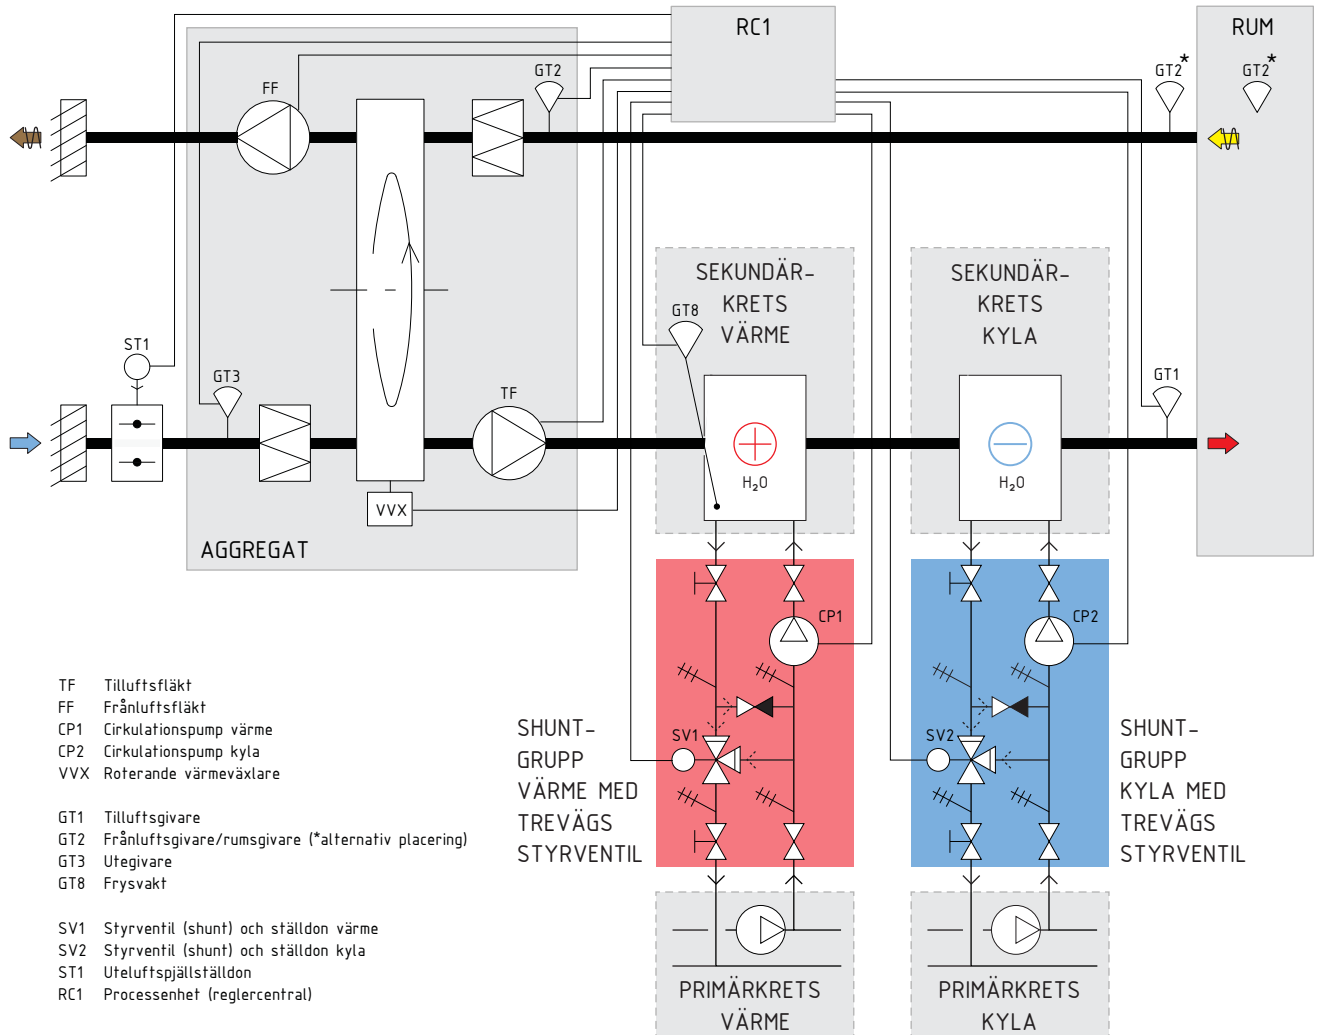 RC1
RUM
FF
GT2
GT2*
GT2*
SEKUNDÄR-
KRETS
VÄRME
SEKUNDÄR-
KRETS
KYLA
GT8
ST1
GT3
TF
GT1
H₂O
H₂O
VVX
AGGREGAT
CP1
CP2
SV1
SV2
SHUNT-
GRUPP
VÄRME MED
TREVÄGS
STYRVENTIL
SHUNT-
GRUPP
KYLA MED
TREVÄGS
STYRVENTIL
PRIMÄRKRETS
VÄRME
PRIMÄRKRETS
KYLA
TF Tilluftsfläkt
FF Frånluftsfläkt
CP1 Cirkulationspump värme
CP2 Cirkulationspump kyla
VVX Roterande värmeväxlare
GT1 Tilluftsgivare
GT2 Frånluftsgivare/rumsgivare (*alternativ placering)
GT3 Utegivare
GT8 Frysvakt
SV1 Styrventil (shunt) och ställdon värme
SV2 Styrventil (shunt) och ställdon kyla
ST1 Uteluftspjällställdon
RC1 Processenhet (reglercentral)